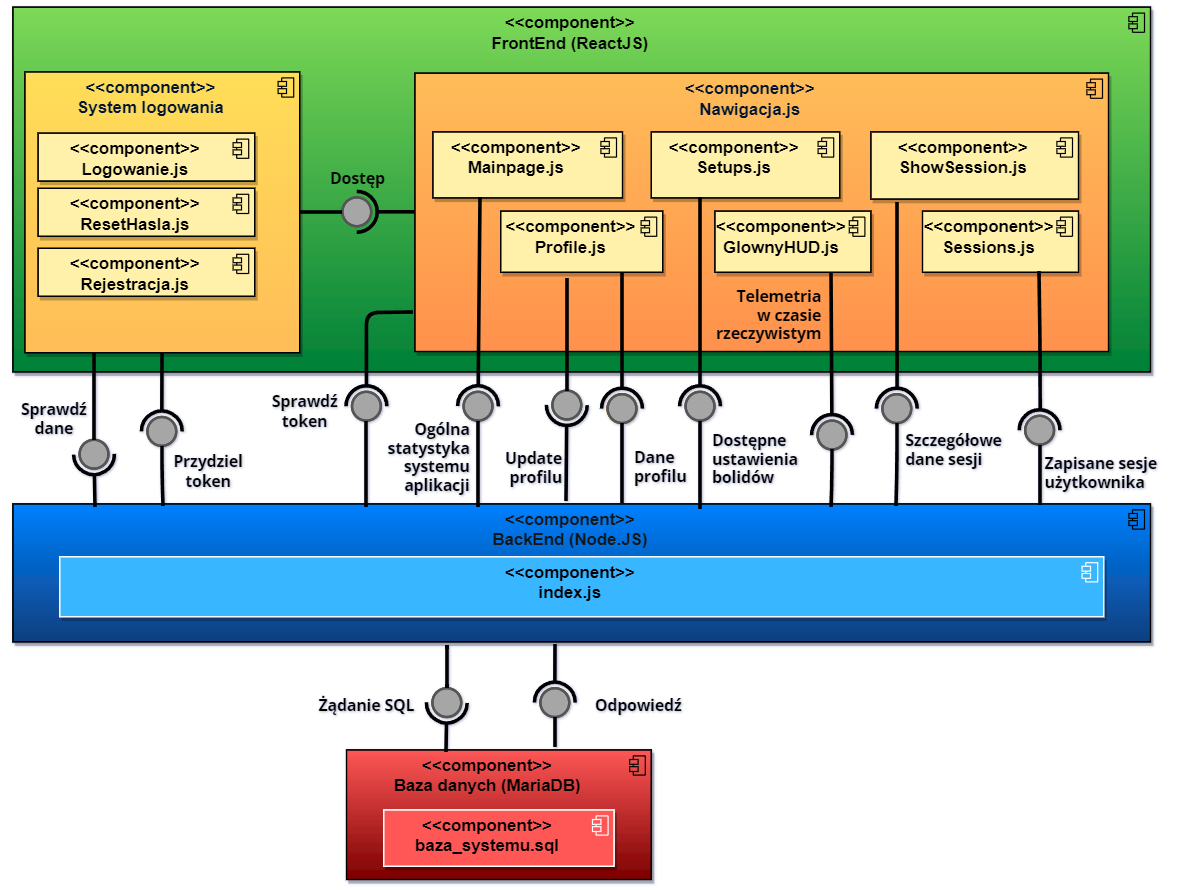 <<component>>
FrontEnd (ReactJS)
<<component>>
System logowania
<<component>>
Logowanie.js
<<component>>
ResetHasla.js
<<component>>
Rejestracja.js
Dostęp
<<component>>
Nawigacja.js
<<component>>
Mainpage.js
<<component>>
Setups.js
<<component>>
ShowSession.js
<<component>>
Profile.js
<<component>>
GlownyHUD.js
<<component>>
Sessions.js
Telemetria
w czasie
rzeczywistym
Sprawdź
dane
Przydziel
token
Sprawdź
token
Ogólna
statystyka
systemu
aplikacji
Update
profilu
Dane
profilu
Dostępne
ustawienia
bolidów
Szczegółowe
dane sesji
Zapisane sesje
użytkownika
<<component>>
BackEnd (Node.JS)
<<component>>
index.js
Żądanie SQL
Odpowiedź
<<component>>
Baza danych (MariaDB)
<<component>>
baza_systemu.sql